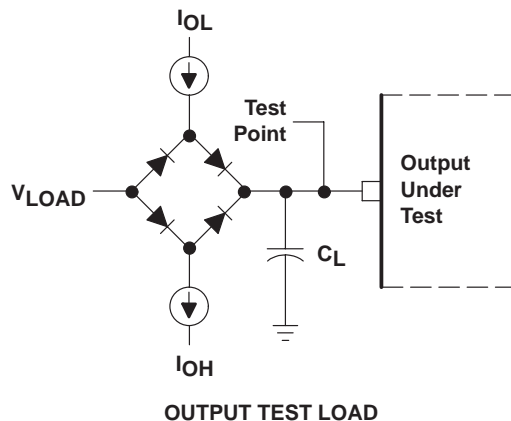 IOL
Test
Point
Output
Under
Test
VLOAD
CL
IOH
OUTPUT TEST LOAD